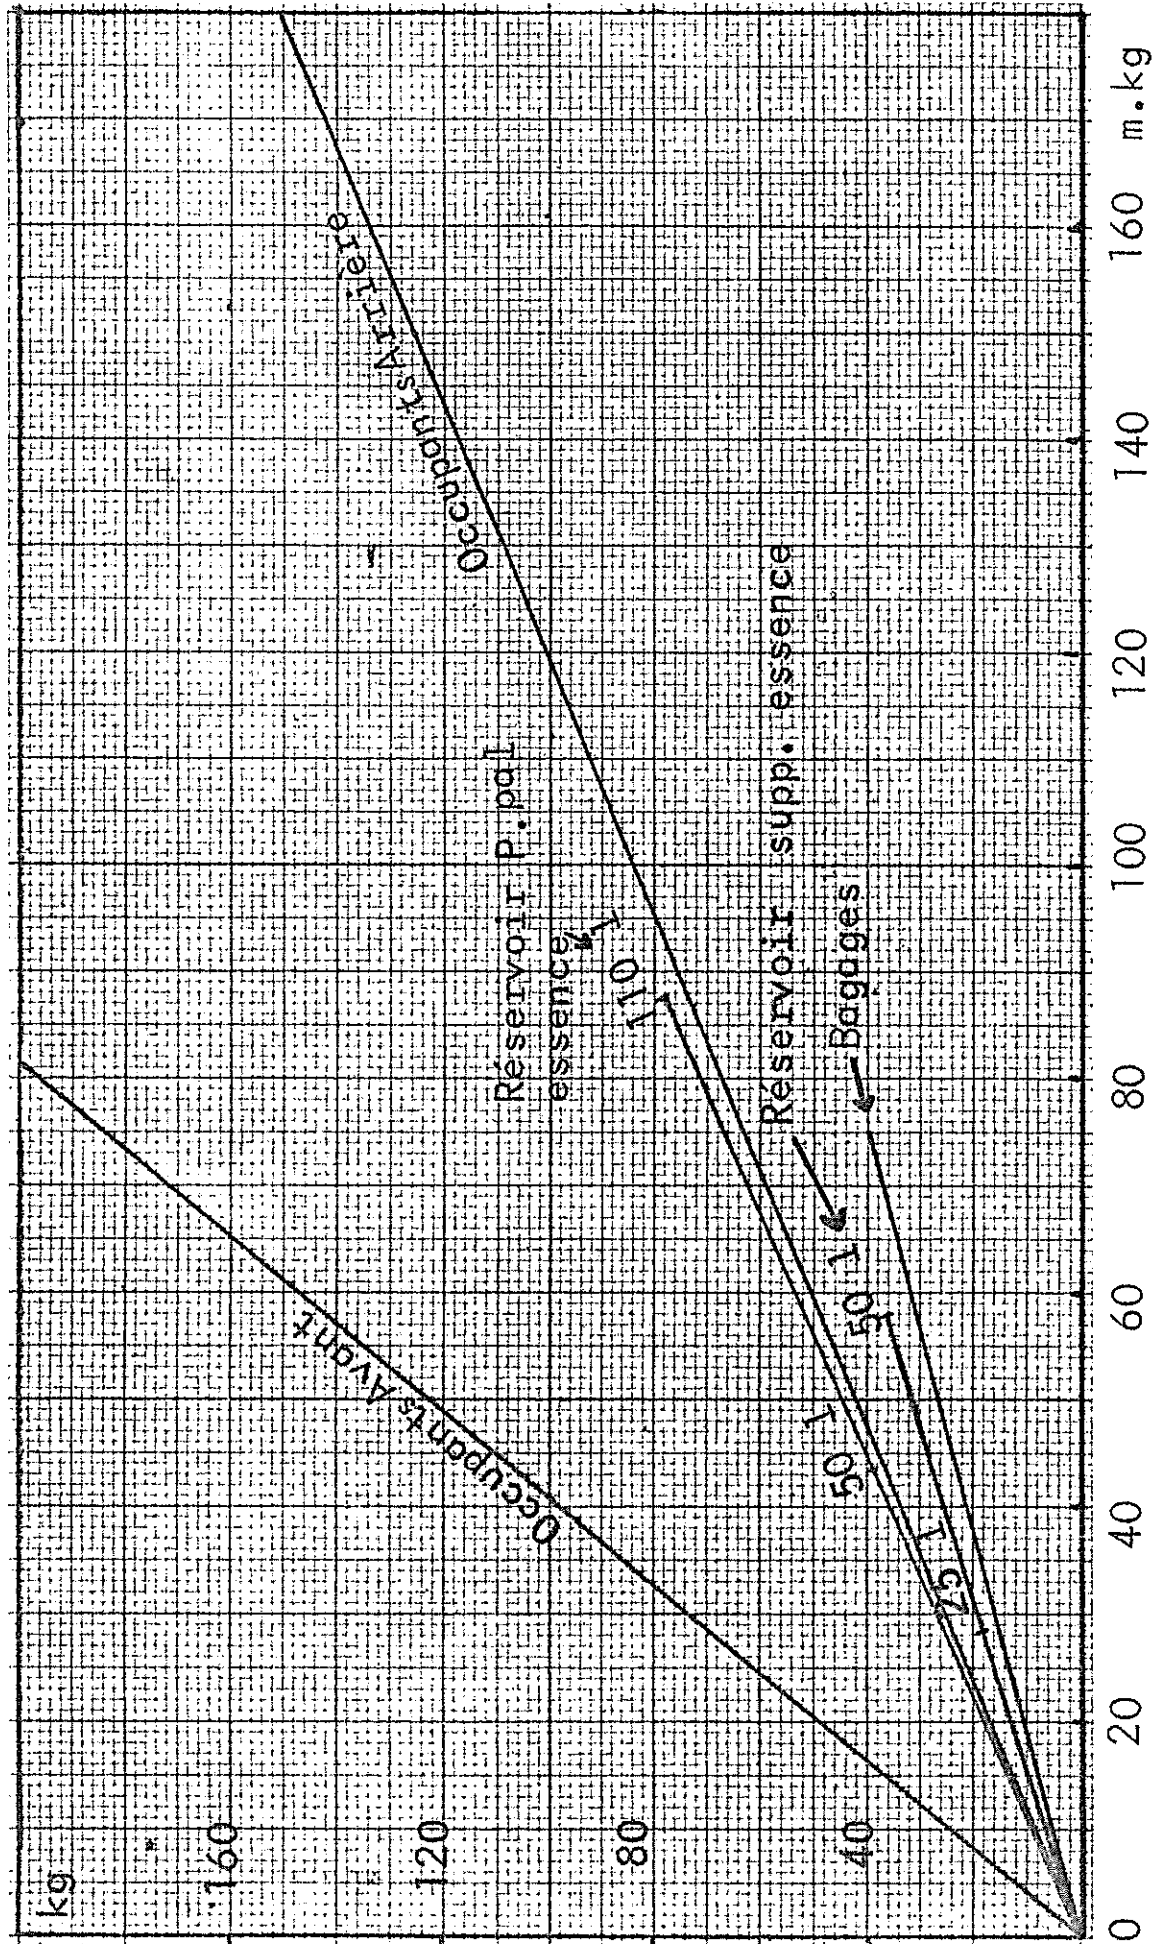 kg
160
120
80
40
Occupants Avant
Occupants Arrière
Réservoir P.pal
essence
110 l
50 l
Réservoir supp. essence
50 l
25 l
Bagages
0
20
40
60
80
100
120
140
160
m.kg